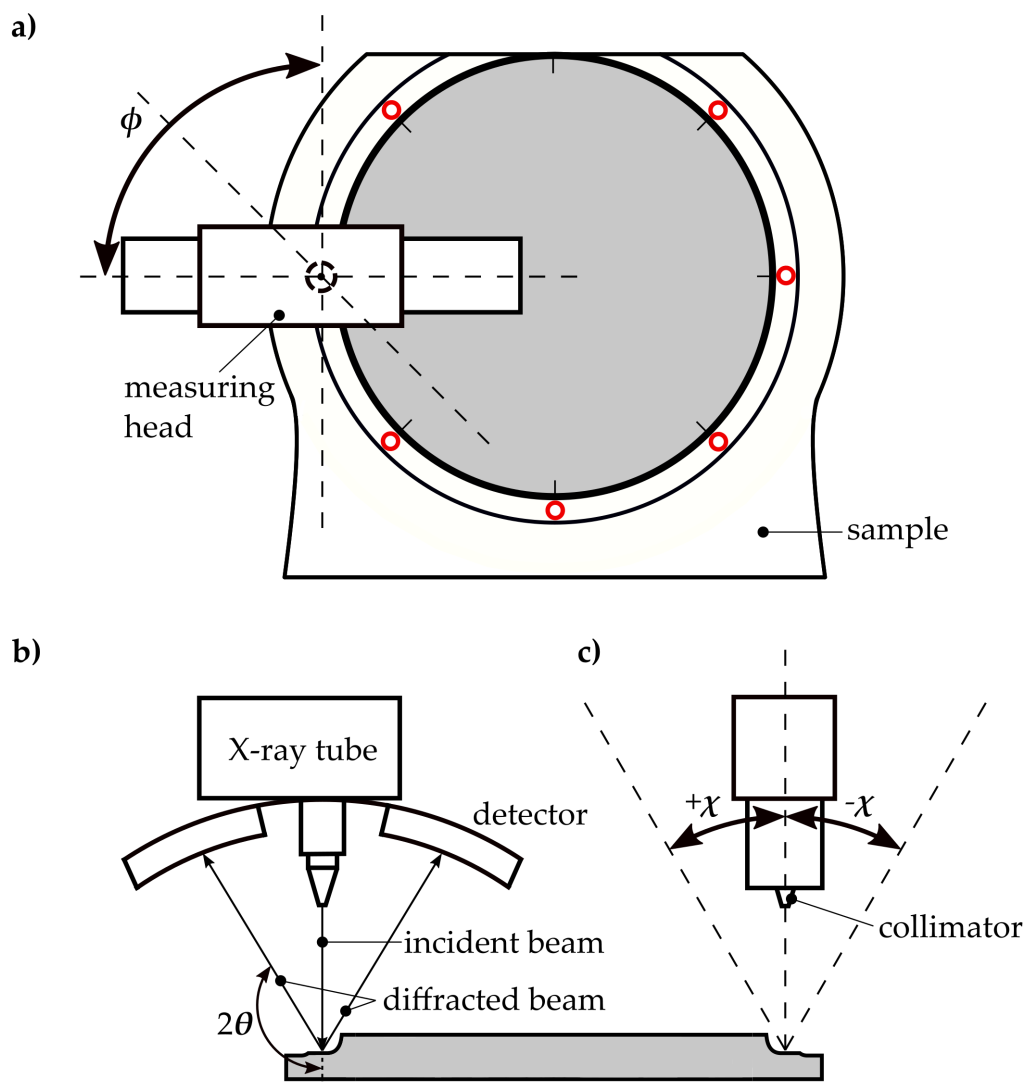 a)
ϕ
measuring
head
sample
b)
c)
X-ray tube
+χ
-χ
detector
collimator
incident beam
diffracted beam
2θ